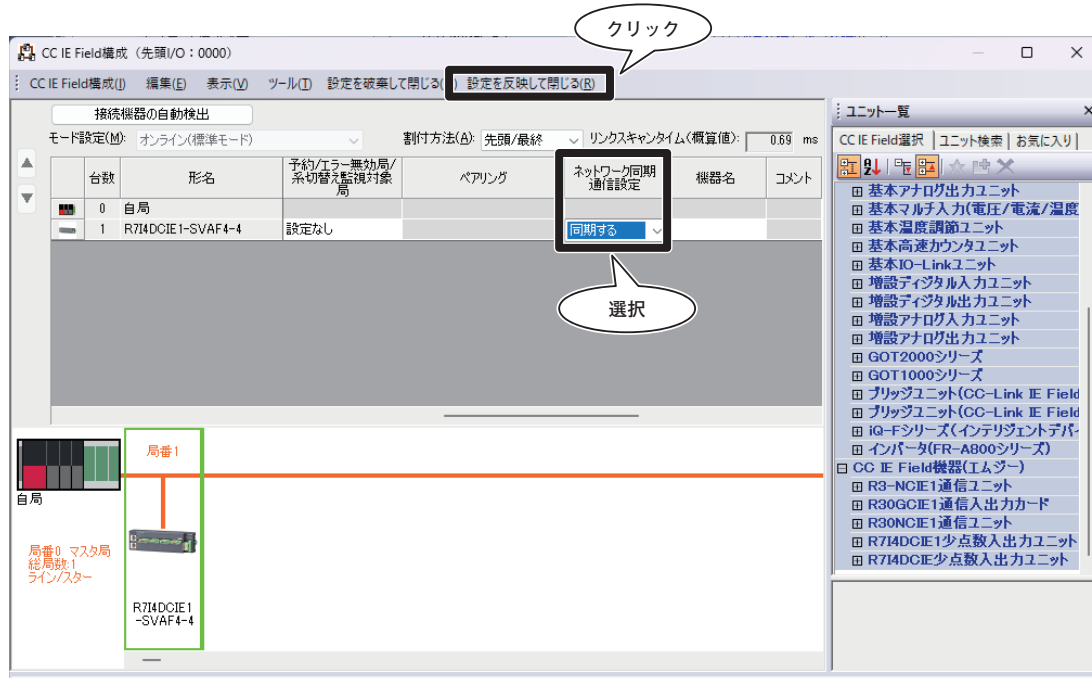 クリック
CC IE Field構成 (先頭I/O:0000)
CC IE Field構成(I) 編集(E) 表示(V) ツール(T) 設定を破棄して閉じる( ) 設定を反映して閉じる(R)
接続機器の自動検出
モード設定(M): オンライン(標準モード) 割付方法(A): 先頭/最終 リンクスキャンタイム(概算値): 0.69 ms
台数 形名 予約/エラー無効局/系切替え監視対象局 ペアリング ネットワーク同期通信設定 機器名 コメント
0 自局
1 R7I4DCIE1-SVAF4-4 設定なし 同期する
選択
局番1
自局
局番0 マスタ局
総局数:1
ライン/スター
R7I4DCIE1
-SVAF4-4
ユニット一覧
CC IE Field選択 ユニット検索 お気に入り
基本アナログ出力ユニット
基本マルチ入力(電圧/電流/温度
基本温度調節ユニット
基本高速カウンタユニット
基本IO-Linkユニット
増設ディジタル入力ユニット
増設ディジタル出力ユニット
増設アナログ入力ユニット
増設アナログ出力ユニット
GOT2000シリーズ
GOT1000シリーズ
ブリッジユニット(CC-Link IE Field
ブリッジユニット(CC-Link IE Field
iQ-Fシリーズ(インテリジェントデバイ
インバータ(FR-A800シリーズ)
CC IE Field機器(エムジー)
R3-NCIE1通信ユニット
R30GCIE1通信入出力カード
R30NCIE1通信ユニット
R7I4DCIE1少点数入出力ユニット
R7I4DCIE少点数入出力ユニット